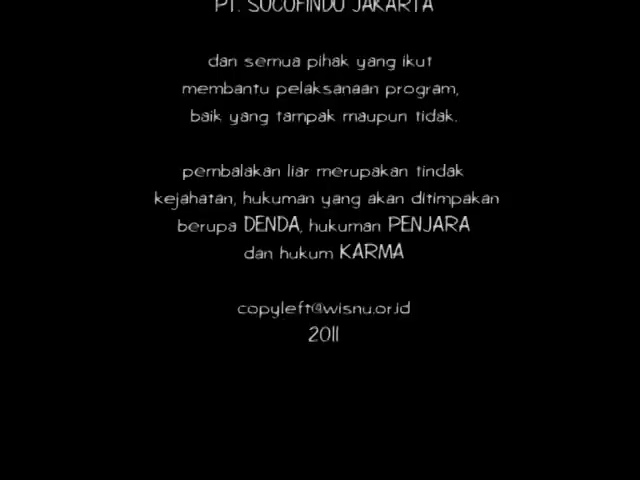 PT. SUCOFINDO JAKARTA
dan semua pihak yang ikut
membantu pelaksanaan program,
baik yang tampak maupun tidak.
pembalakan liar merupakan tindak
kejahatan, hukuman yang akan ditimpakan
berupa DENDA, hukuman PENJARA
dan hukum KARMA
copyleft@wisnu.or.id
2011